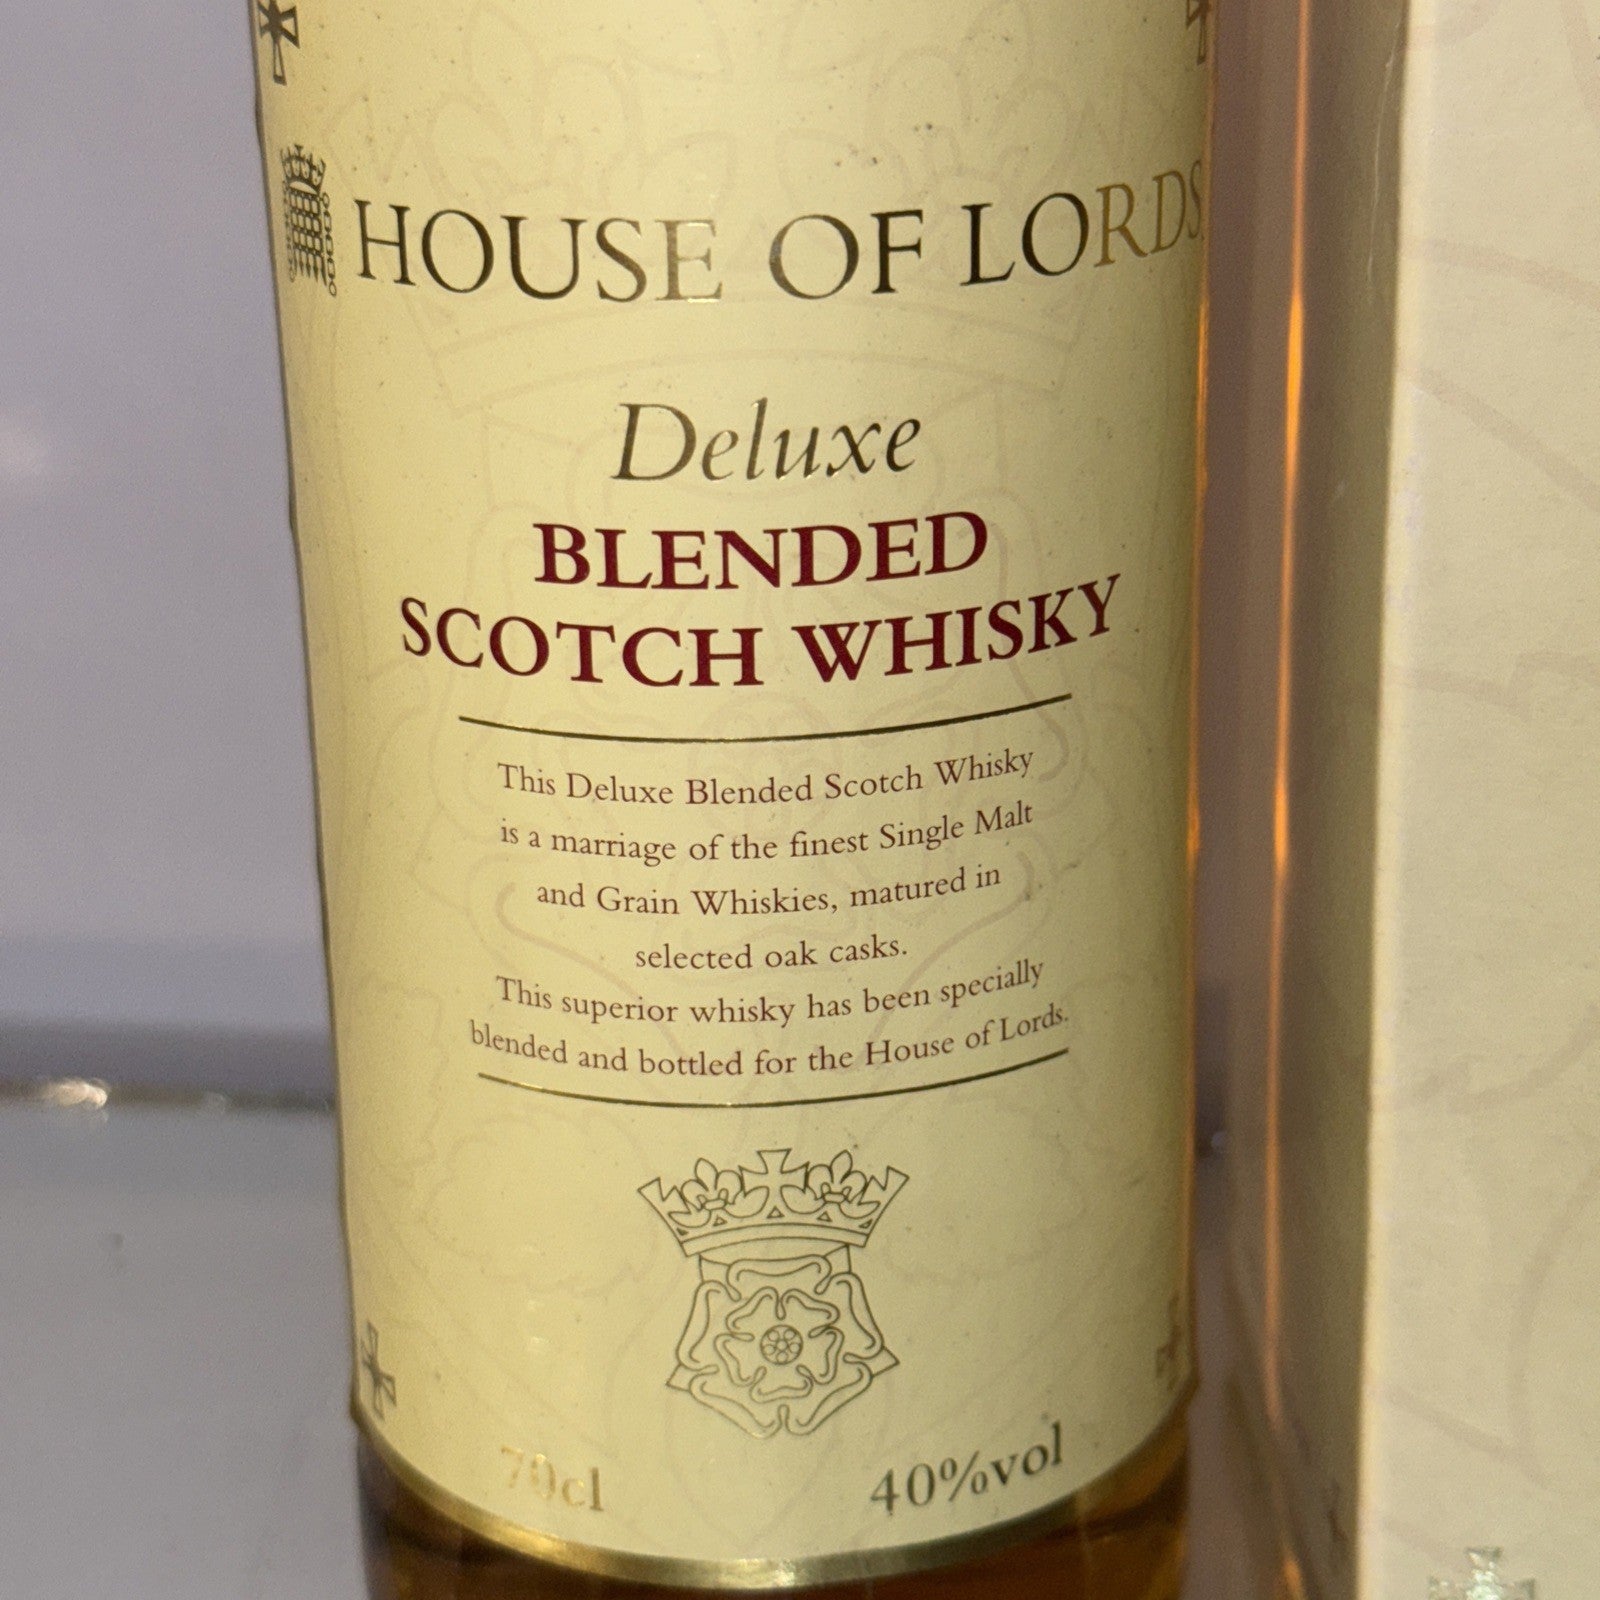 HOUSE OF LORDS
Deluxe
BLENDED
SCOTCH WHISKY
This Deluxe Blended Scotch Whisky
is a marriage of the finest Single Malt
and Grain Whiskies, matured in
selected oak casks.
This superior whisky has been specially
blended and bottled for the House of Lords.
70cl 40%vol